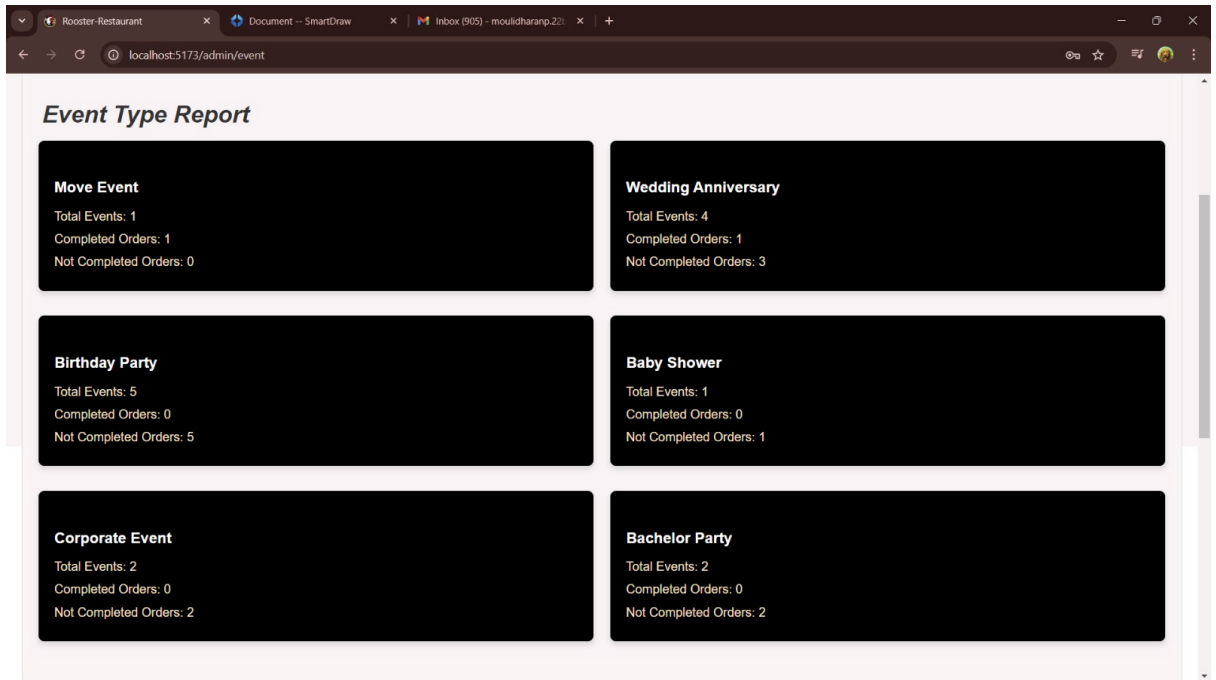 Rooster-Restaurant
Document -- SmartDraw
Inbox (905) - moulidharanp.22
localhost:5173/admin/event
Event Type Report
Move Event
Total Events: 1
Completed Orders: 1
Not Completed Orders: 0
Wedding Anniversary
Total Events: 4
Completed Orders: 1
Not Completed Orders: 3
Birthday Party
Total Events: 5
Completed Orders: 0
Not Completed Orders: 5
Baby Shower
Total Events: 1
Completed Orders: 0
Not Completed Orders: 1
Corporate Event
Total Events: 2
Completed Orders: 0
Not Completed Orders: 2
Bachelor Party
Total Events: 2
Completed Orders: 0
Not Completed Orders: 2